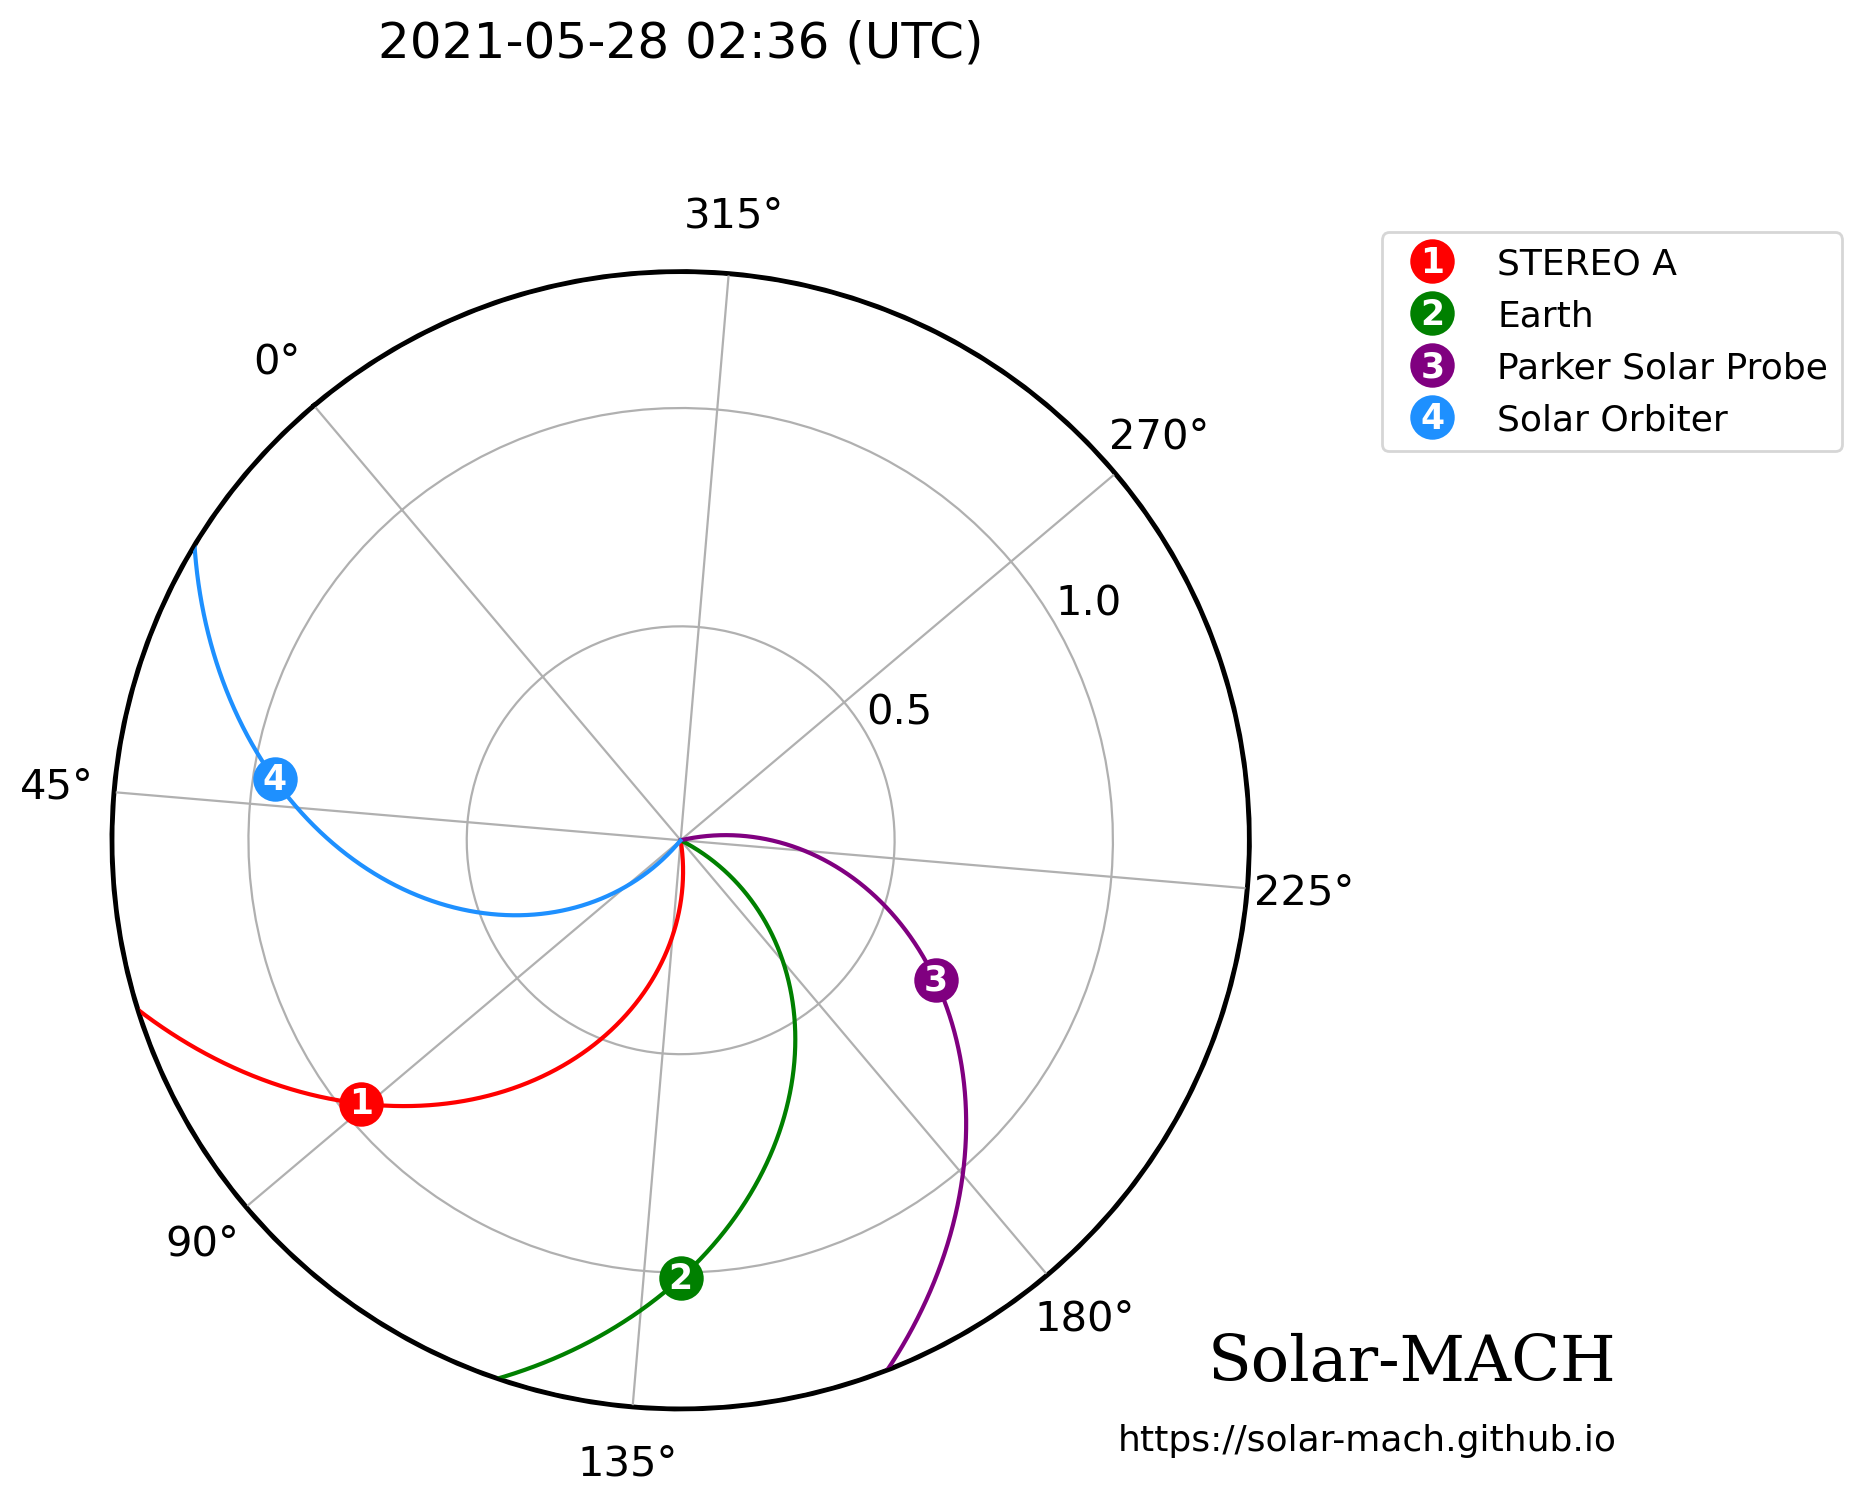 2021-05-28 02:36 (UTC)
315°
0°
270°
1.0
0.5
45°
225°
90°
180°
135°
1 STEREO A
2 Earth
3 Parker Solar Probe
4 Solar Orbiter
4
3
1
2
Solar-MACH
https://solar-mach.github.io